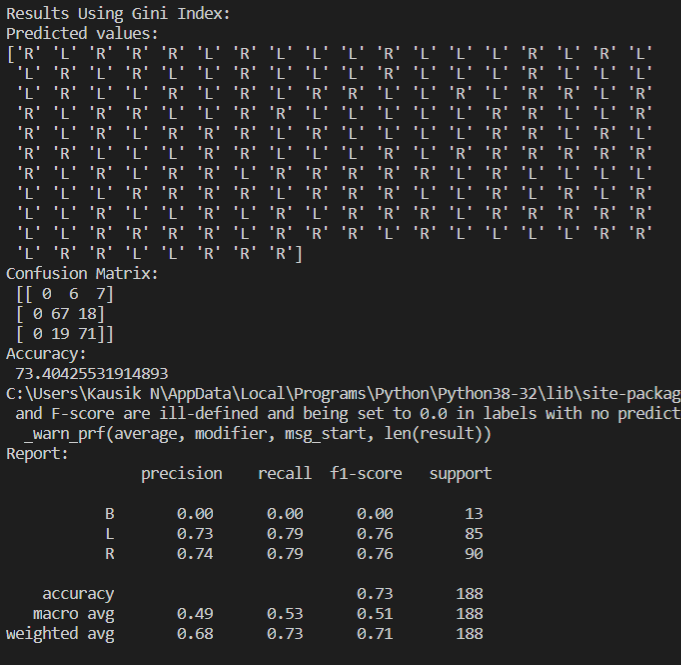 Results Using Gini Index:
Predicted values:
['R' 'L' 'R' 'R' 'R' 'L' 'R' 'L' 'L' 'L' 'R' 'L' 'L' 'L' 'R' 'L' 'R' 'L'
'L' 'R' 'L' 'R' 'L' 'R' 'L' 'R' 'L' 'L' 'L' 'L' 'L' 'L' 'R' 'L' 'L' 'L'
'L' 'R' 'L' 'L' 'R' 'L' 'R' 'L' 'R' 'R' 'L' 'L' 'R' 'L' 'R' 'R' 'L' 'R'
'R' 'L' 'R' 'R' 'L' 'L' 'R' 'R' 'L' 'L' 'L' 'L' 'L' 'R' 'R' 'L' 'L' 'R'
'R' 'L' 'R' 'L' 'R' 'R' 'R' 'L' 'R' 'L' 'L' 'L' 'R' 'R' 'L' 'L' 'R' 'L'
'R' 'R' 'L' 'L' 'L' 'R' 'R' 'L' 'L' 'L' 'R' 'L' 'R' 'R' 'R' 'R' 'R' 'R'
'R' 'L' 'R' 'L' 'R' 'R' 'L' 'R' 'R' 'R' 'R' 'R' 'L' 'R' 'L' 'L' 'L' 'L'
'L' 'L' 'L' 'R' 'R' 'R' 'R' 'L' 'R' 'R' 'R' 'L' 'L' 'R' 'L' 'R' 'L' 'R'
'L' 'L' 'R' 'L' 'L' 'R' 'L' 'R' 'L' 'R' 'R' 'R' 'R' 'R' 'L' 'R' 'R' 'R'
'L' 'L' 'R' 'R' 'R' 'R' 'L' 'R' 'R' 'R' 'L' 'R' 'L' 'L' 'L' 'L' 'R' 'R'
'L' 'R' 'R' 'L' 'L' 'R' 'R' 'R']
Confusion Matrix:
[[ 0  6  7]
[ 0 67 18]
[ 0 19 71]]
Accuracy:
73.40425531914893
C:\Users\Kausik N\AppData\Local\Programs\Python\Python38-32\lib\site-packag
and F-score are ill-defined and being set to 0.0 in labels with no predict
_warn_prf(average, modifier, msg_start, len(result))
Report:
precision recall f1-score support
B 0.00 0.00 0.00 13
L 0.73 0.79 0.76 85
R 0.74 0.79 0.76 90
accuracy 0.73 188
macro avg 0.49 0.53 0.51 188
weighted avg 0.68 0.73 0.71 188